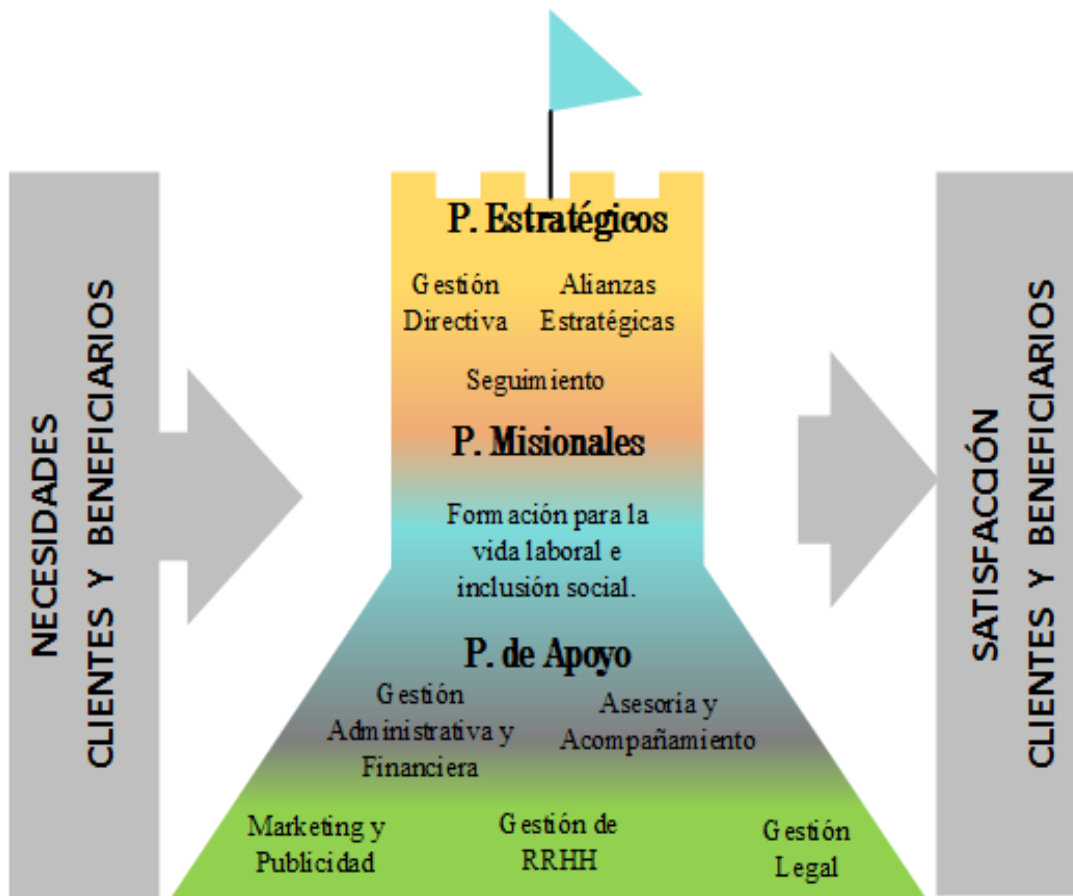 NECESIDADES
CLIENTES Y BENEFICIARIOS
P. Estratégicos
Gestión
Directiva
Alianzas
Estratégicas
Seguimiento
P. Misionales
Formación para la
vida laboral e
inclusión social.
P. de Apoyo
Gestión
Administrativa y
Financiera
Asesoría y
Acompañamiento
Marketing y
Publicidad
Gestión de
RRHH
Gestión
Legal
SATISFACCIÓN
CLIENTES Y BENEFICIARIOS